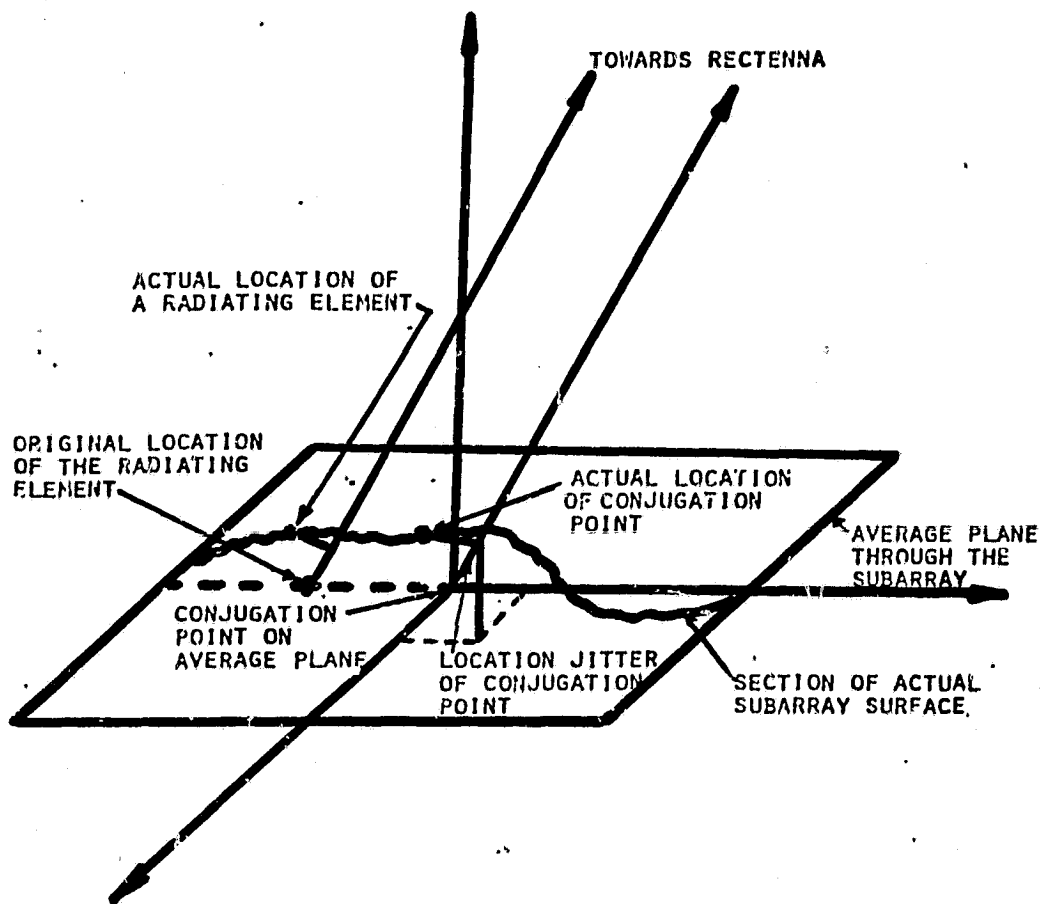 TOWARDS RECTENNA
ACTUAL LOCATION OF
A RADIATING ELEMENT
ORIGINAL LOCATION
OF THE RADIATING
ELEMENT
ACTUAL LOCATION
OF CONJUGATION
POINT
AVERAGE PLANE
THROUGH THE
SUBARRAY
CONJUGATION
POINT ON
AVERAGE PLANE
LOCATION JITTER
OF CONJUGATION
POINT
SECTION OF ACTUAL
SUBARRAY SURFACE.